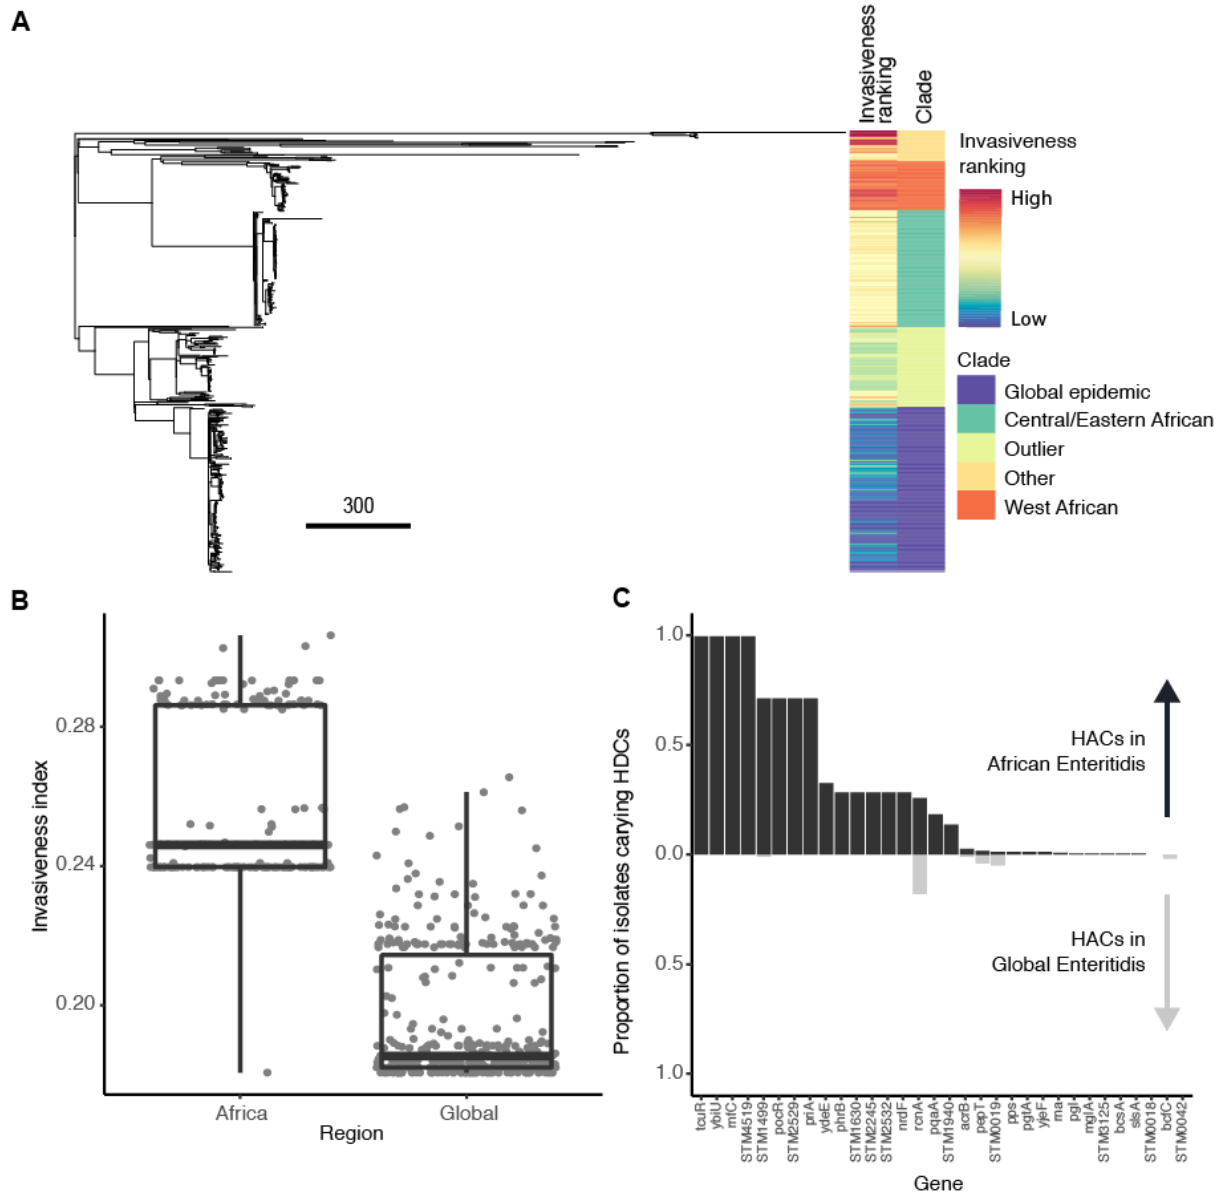 A
Invasiveness
ranking
Clade
Invasiveness
ranking
High
Low
Clade
Global epidemic
Central/Eastern African
Outlier
Other
West African
300
B
Invasiveness index
0.28
0.24
0.20
Africa
Global
Region
C
Proportion of isolates carying HDCs
1.0
0.5
0.0
0.5
1.0
HACs in
African Enteritidis
HACs in
Global Enteritidis
tcuR
ybiU
mfC
STM4519
STM1499
pocR
STM2529
priA
ydeE
phrB
STM1630
STM2245
STM2532
nrdF
rcnA
pqaA
STM1940
acrB
pepT
STM0019
pps
pgtA
yjeF
rna
pgl
mglA
STM3125
bcsA
slsA
STM0018
bcfC
STM0042
Gene